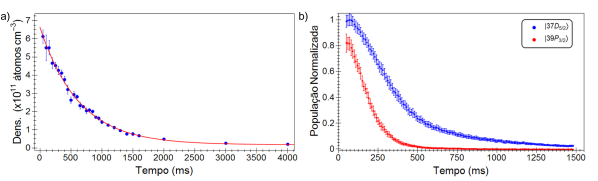 a)
Dens. (x10¹¹ átomos cm⁻³)
7
6
5
4
3
2
1
0
0 500 1000 1500 2000 2500 3000 3500 4000
Tempo (ms)
b)
População Normalizada
1
0.8
0.6
0.4
0.2
0
0 250 500 750 1000 1250 1500
Tempo (ms)
|37D₅/₂⟩
|39P₃/₂⟩